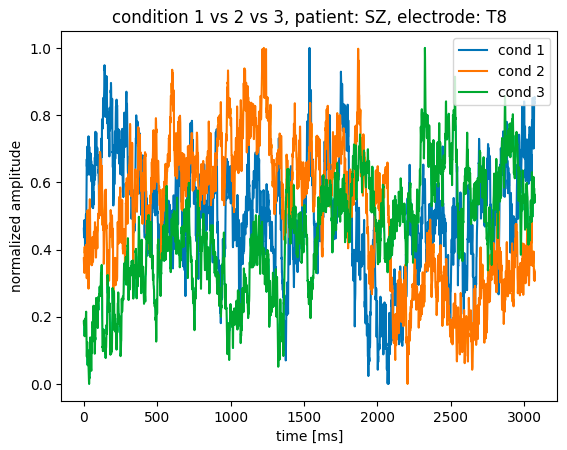 condition 1 vs 2 vs 3, patient: SZ, electrode: T8
cond 1
cond 2
cond 3
normalized amplitude
1.0
0.8
0.6
0.4
0.2
0.0
0
500
1000
1500
2000
2500
3000
time [ms]